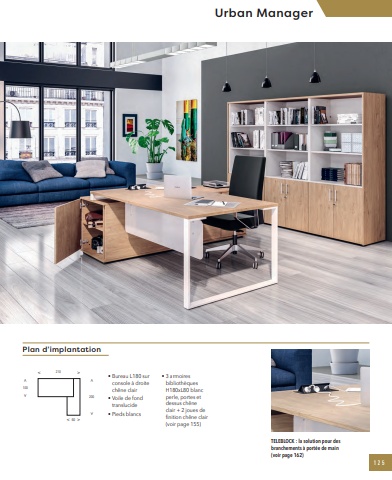 Urban Manager
Plan d'implantation
• Bureau L180 sur
console à droite
chêne clair
• Voile de fond
translucide
• Pieds blancs
• 3 armoires
bibliothèques
H180xL80 blanc
perle, portes et
dessus chêne
clair + 2 joues de
finition chêne clair
(voir page 155)
TELEBLOCK : la solution pour des
branchements à portée de main
(voir page 162)
125